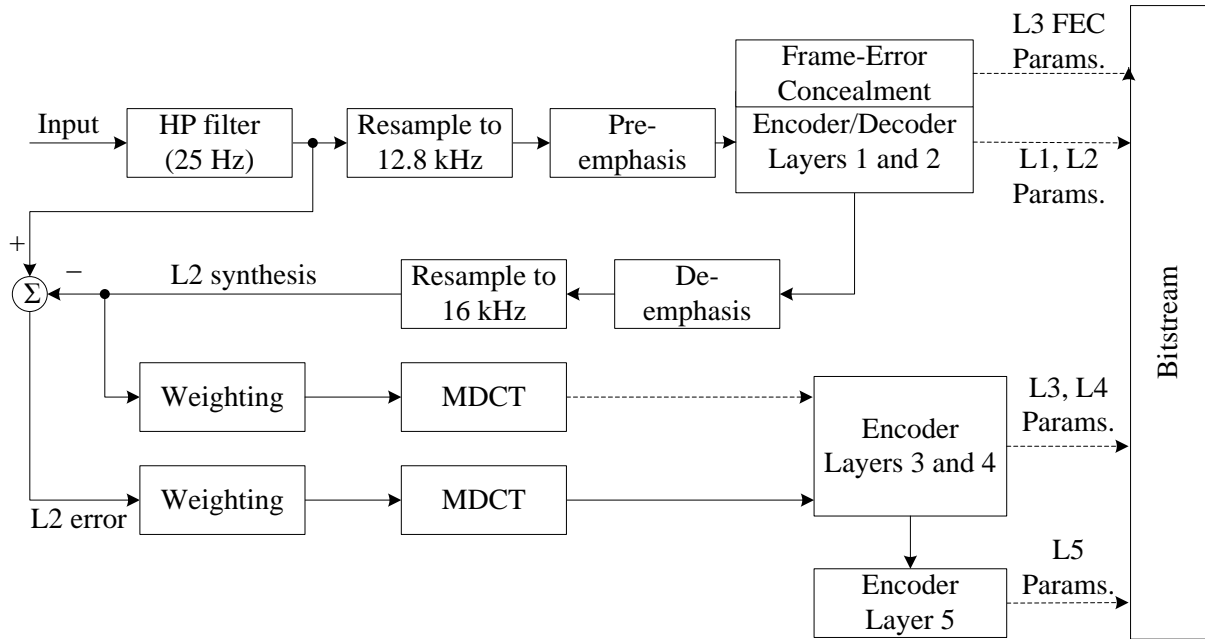 Input
HP filter
(25 Hz)
Resample to
12.8 kHz
Pre-
emphasis
Frame-Error
Concealment
Encoder/Decoder
Layers 1 and 2
L3 FEC
Params.
L1, L2
Params.
Bitstream
+
−
Σ
L2 synthesis
Resample to
16 kHz
De-
emphasis
Weighting
MDCT
Encoder
Layers 3 and 4
L3, L4
Params.
L2 error
Weighting
MDCT
Encoder
Layer 5
L5
Params.